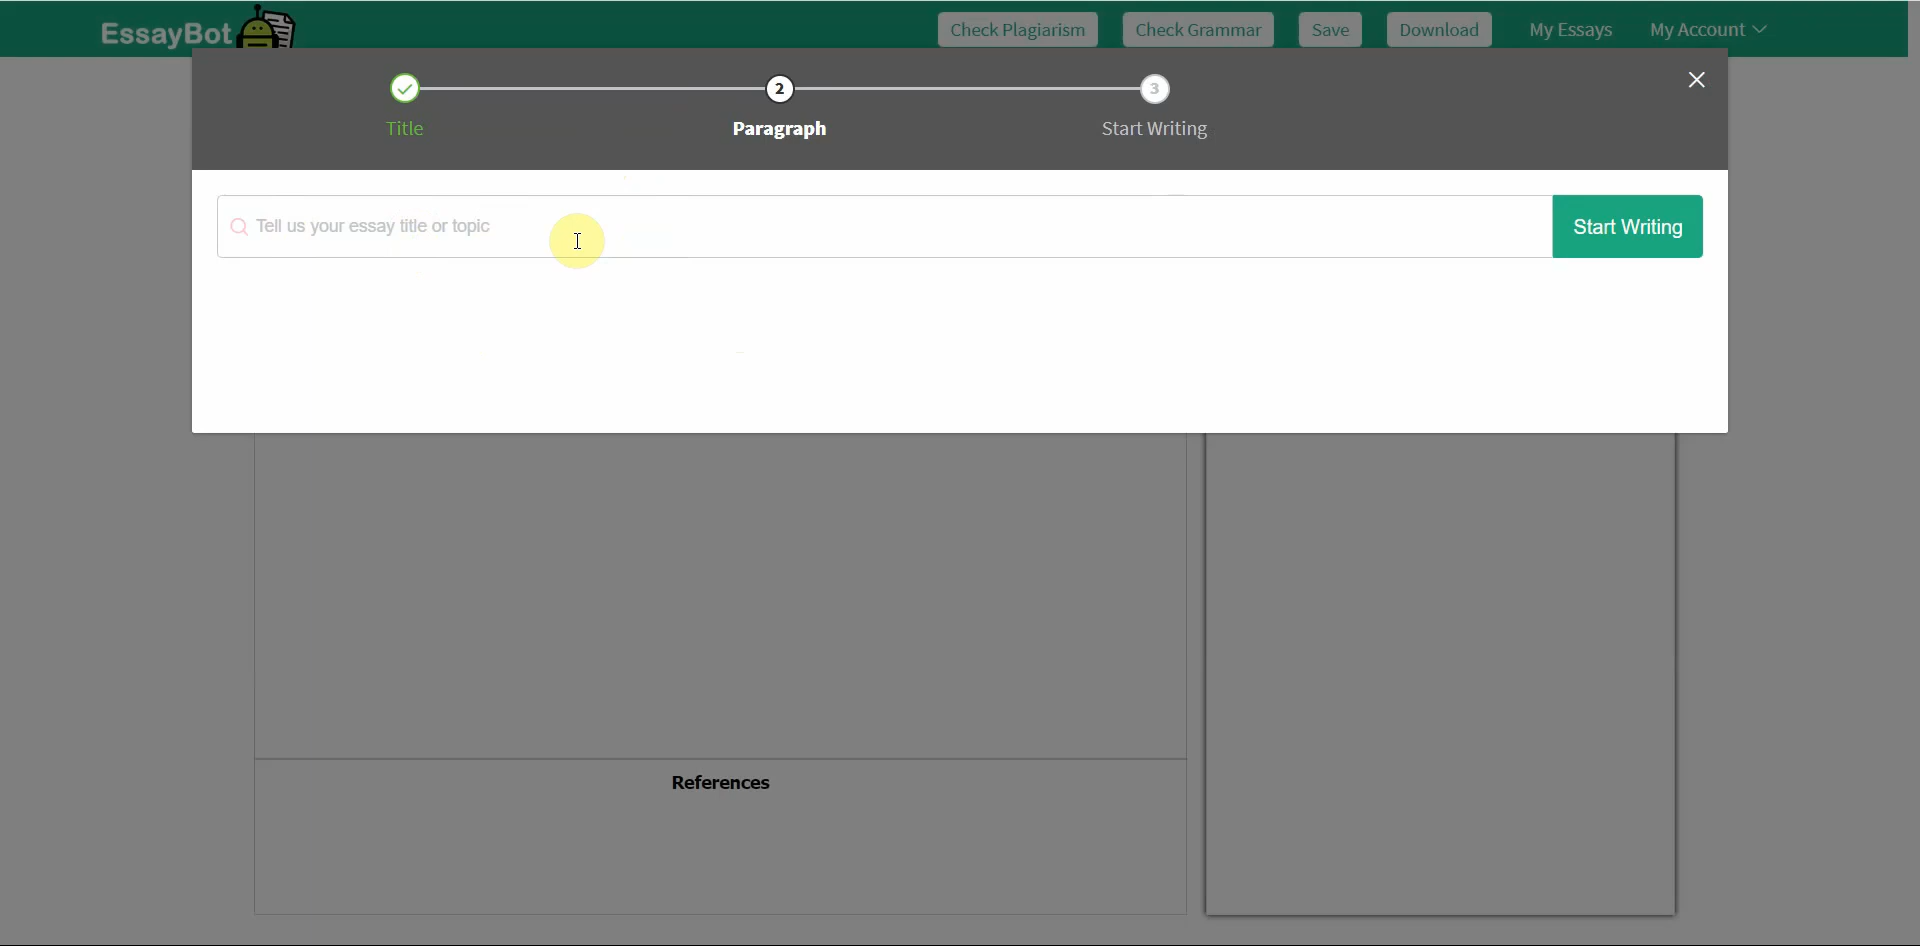 EssayBot
Check Plagiarism Check Grammar Save Download My Essays My Account
2 3
Title Paragraph Start Writing
Tell us your essay title or topic Start Writing
References